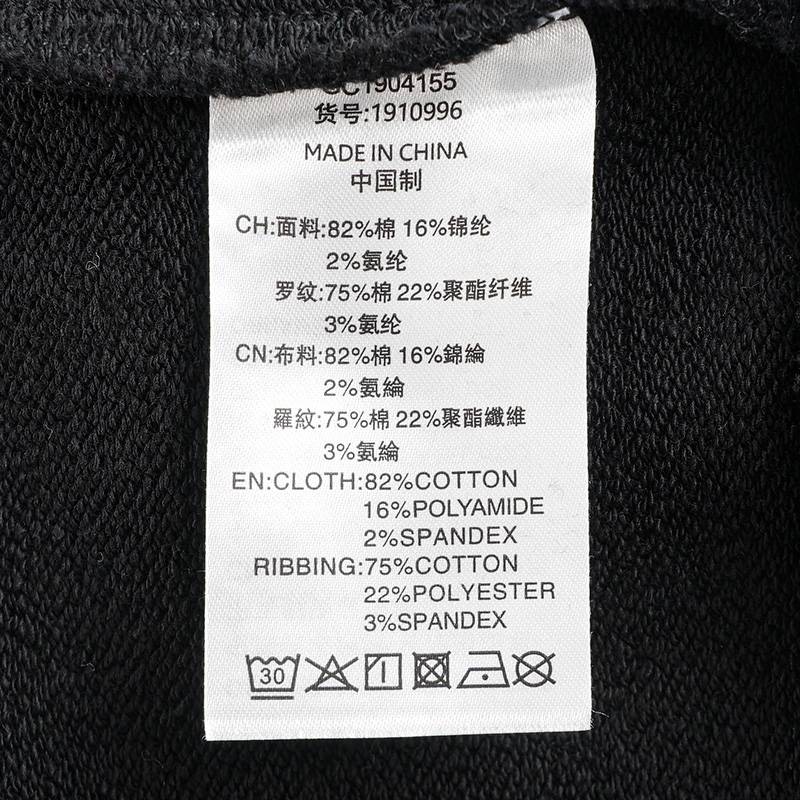 GC1904155
货号:1910996
MADE IN CHINA
中国制
CH:面料:82%棉 16%锦纶
2%氨纶
罗纹:75%棉 22%聚酯纤维
3%氨纶
CN:布料:82%棉 16%錦綸
2%氨綸
羅紋:75%棉 22%聚酯纖維
3%氨綸
EN:CLOTH:82%COTTON
16%POLYAMIDE
2%SPANDEX
RIBBING:75%COTTON
22%POLYESTER
3%SPANDEX
30